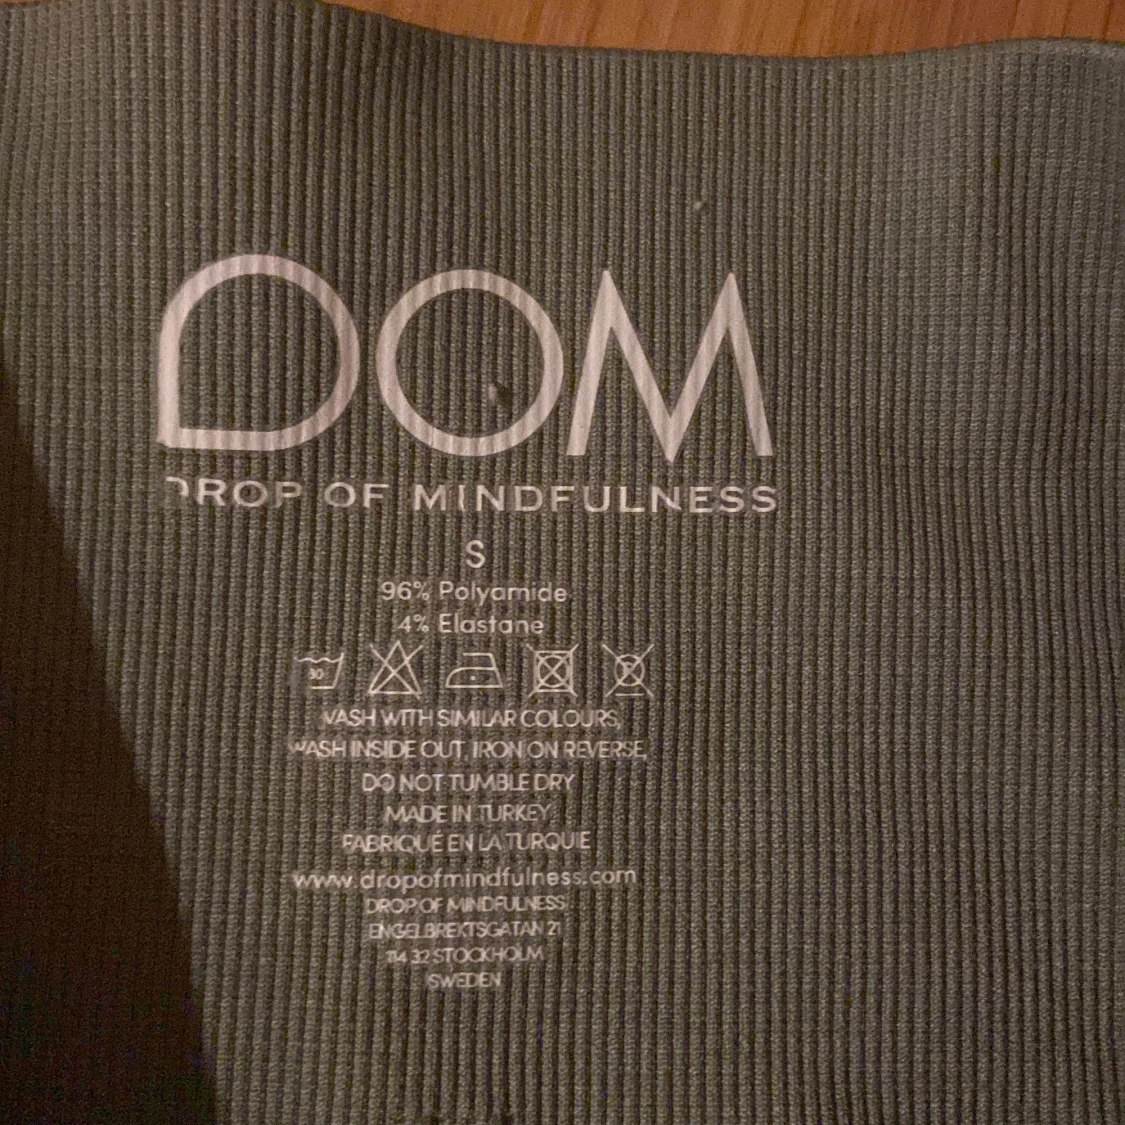 DOM
DROP OF MINDFULNESS
S
96% Polyamide
4% Elastane
30
WASH WITH SIMILAR COLOURS,
WASH INSIDE OUT, IRON ON REVERSE,
DO NOT TUMBLE DRY
MADE IN TURKEY
FABRIQUÉ EN LA TURQUIE
www.dropofmindfulness.com
DROP OF MINDFULNESS
ENGELBREKTSGATAN 21
114 32 STOCKHOLM
SWEDEN